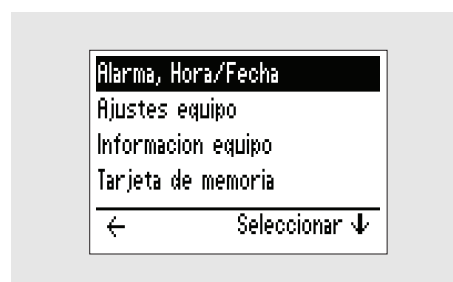 Alarma, Hora/Fecha
Ajustes equipo
Informacion equipo
Tarjeta de memoria
← Seleccionar ↓